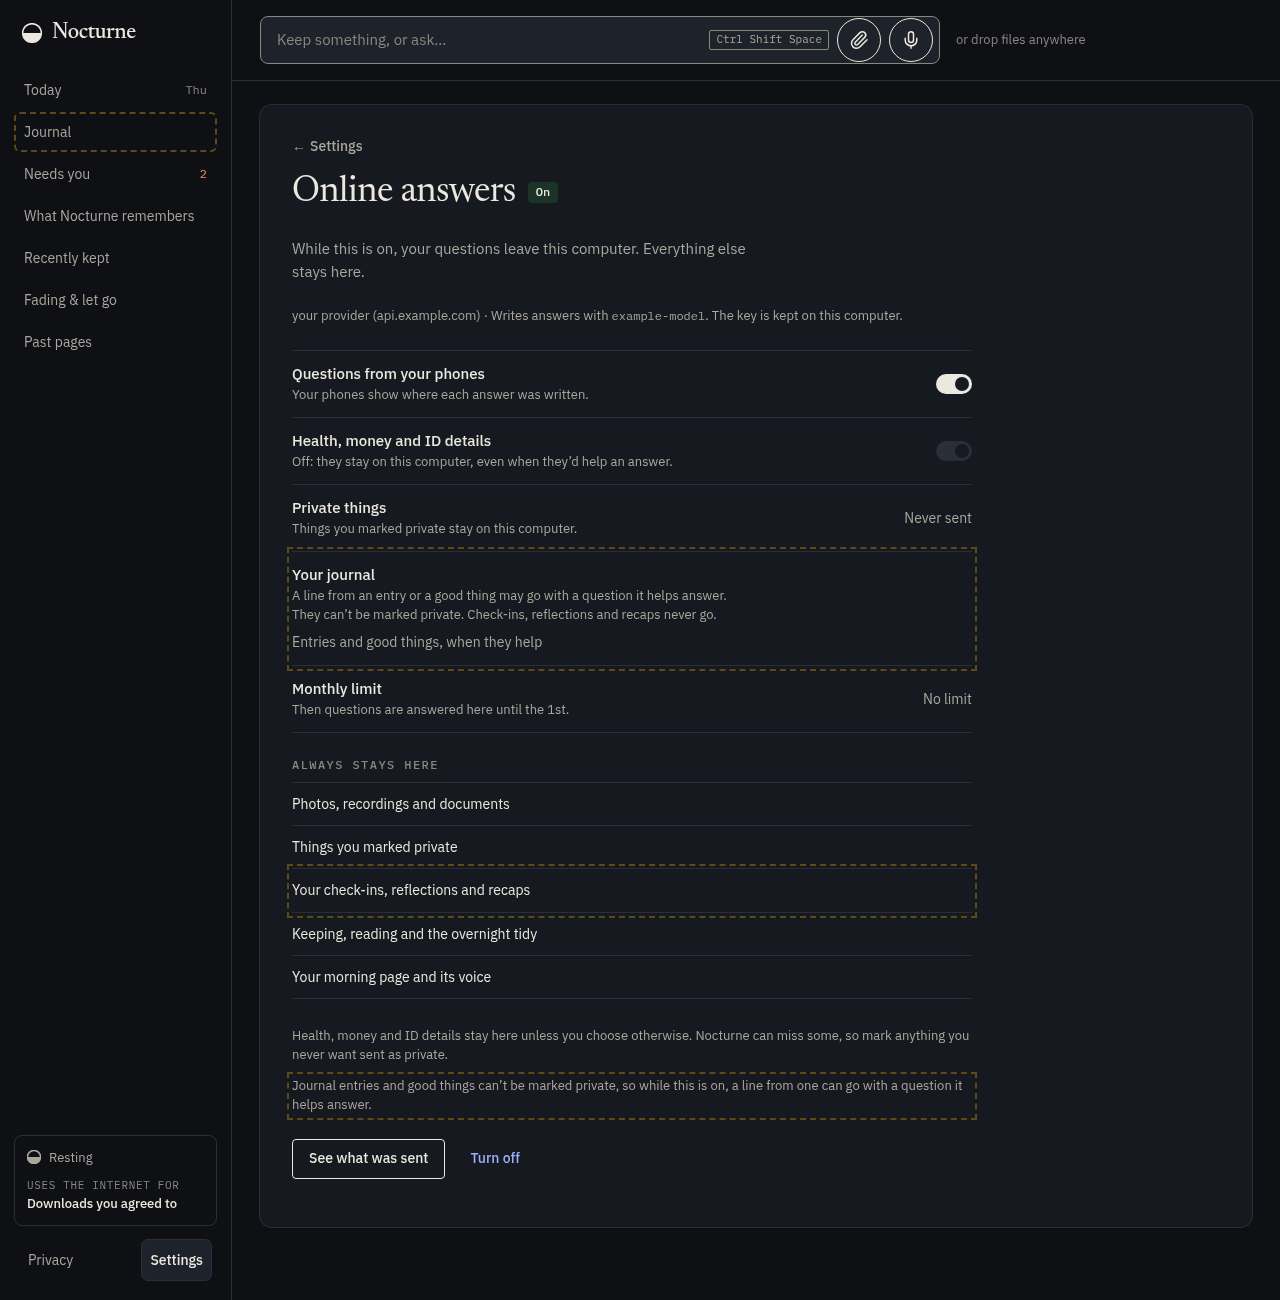 Nocturne
Keep something, or ask...
Ctrl Shift Space
or drop files anywhere
Today
Thu
Journal
Needs you
2
What Nocturne remembers
Recently kept
Fading & let go
Past pages
← Settings
Online answers
On
While this is on, your questions leave this computer. Everything else
stays here.
your provider (api.example.com) · Writes answers with example-model. The key is kept on this computer.
Questions from your phones
Your phones show where each answer was written.
Health, money and ID details
Off: they stay on this computer, even when they’d help an answer.
Private things
Things you marked private stay on this computer.
Never sent
Your journal
A line from an entry or a good thing may go with a question it helps answer.
They can’t be marked private. Check-ins, reflections and recaps never go.
Entries and good things, when they help
Monthly limit
Then questions are answered here until the 1st.
No limit
ALWAYS STAYS HERE
Photos, recordings and documents
Things you marked private
Your check-ins, reflections and recaps
Keeping, reading and the overnight tidy
Your morning page and its voice
Health, money and ID details stay here unless you choose otherwise. Nocturne can miss some, so mark anything you
never want sent as private.
Journal entries and good things can’t be marked private, so while this is on, a line from one can go with a question it
helps answer.
See what was sent
Turn off
Resting
USES THE INTERNET FOR
Downloads you agreed to
Privacy
Settings